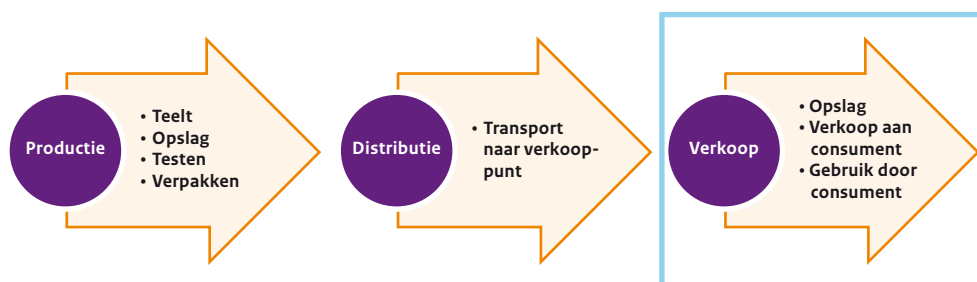 Productie
• Teelt
• Opslag
• Testen
• Verpakken
Distributie
• Transport
naar verkoop-
punt
Verkoop
• Opslag
• Verkoop aan
consument
• Gebruik door
consument